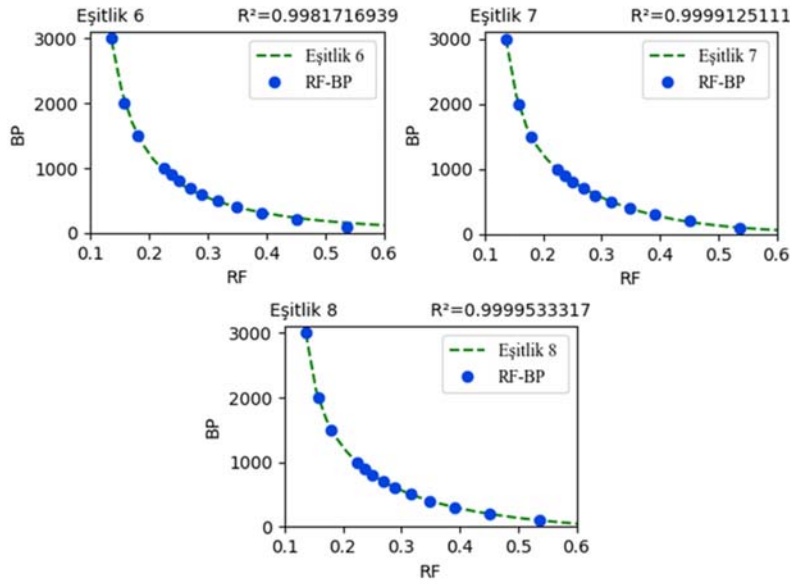 Eşitlik 6 R²=0.9981716939
3000
2000
1000
0
BP
Eşitlik 6
RF-BP
0.1 0.2 0.3 0.4 0.5 0.6
RF
Eşitlik 7 R²=0.9999125111
3000
2000
1000
0
BP
Eşitlik 7
RF-BP
0.1 0.2 0.3 0.4 0.5 0.6
RF
Eşitlik 8 R²=0.9999533317
3000
2000
1000
0
BP
Eşitlik 8
RF-BP
0.1 0.2 0.3 0.4 0.5 0.6
RF